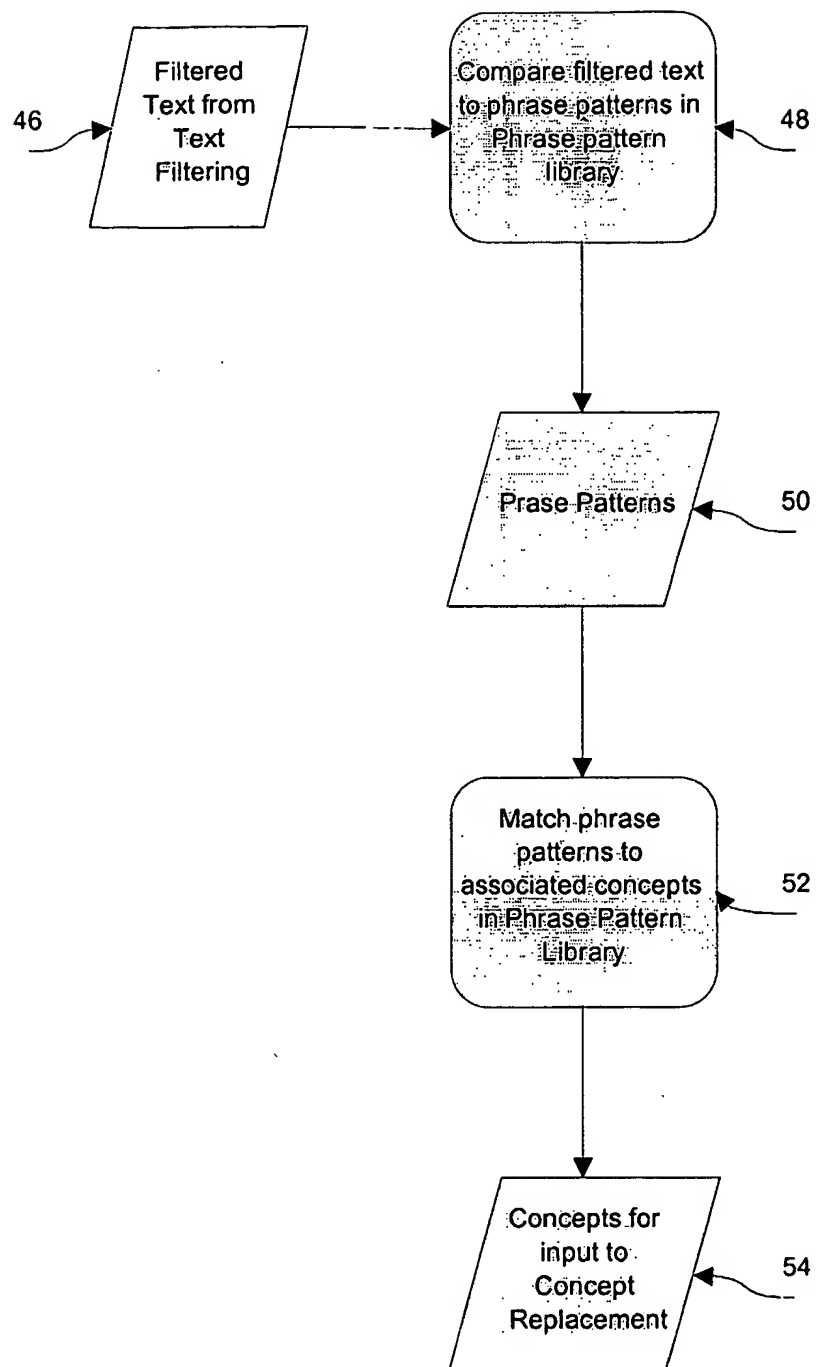 46
Filtered
Text from
Text
Filtering
Compare filtered text
to phrase patterns in
Phrase pattern
library
48
Prase Patterns
50
Match phrase
patterns to
associated concepts
in Phrase Pattern
Library
52
Concepts for
input to
Concept
Replacement
54